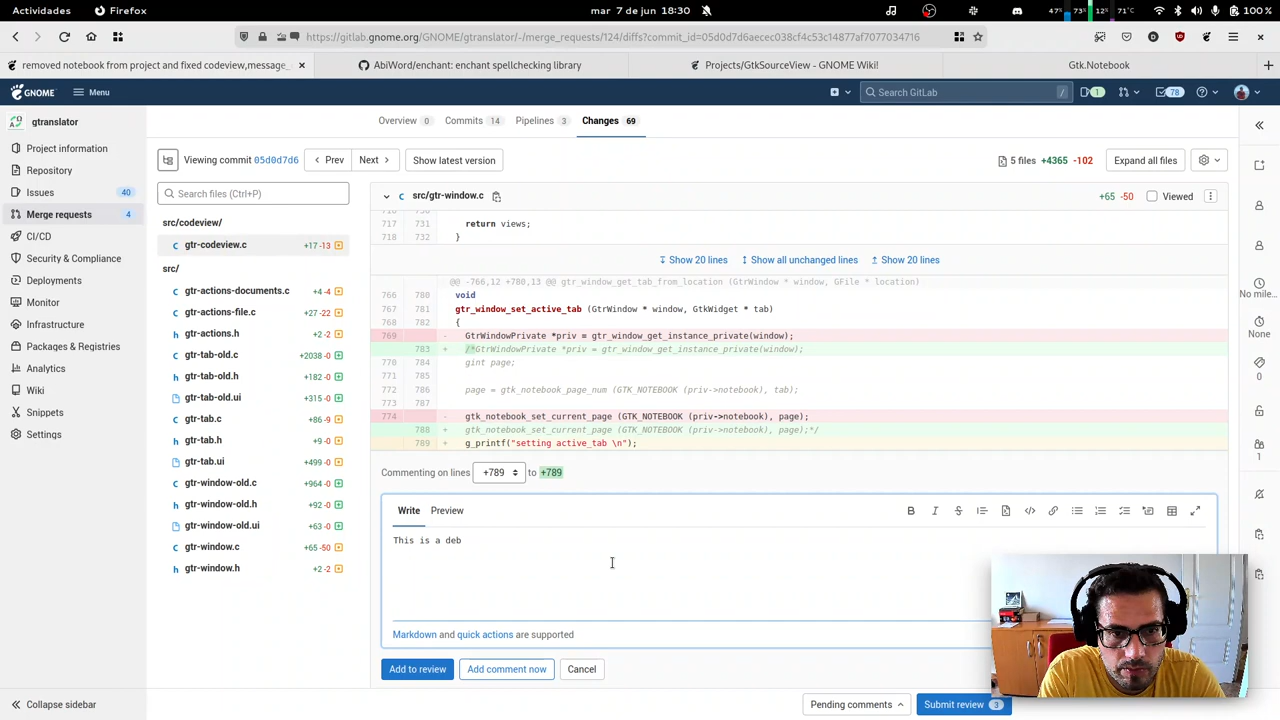 Actividades
Firefox
mar 7 de jun 18:30
47%
73%
12%
71°C
100 %
https://gitlab.gnome.org/GNOME/gtranslator/-/merge_requests/124/diffs?commit_id=05d0d7d6aecec038cf4c53c14877af7077034716
removed notebook from project and fixed codeview,message_
AbiWord/enchant: enchant spellchecking library
Projects/GtkSourceView - GNOME Wiki!
Gtk.Notebook
GNOME
Menu
Search GitLab
/
1
78
gtranslator
Overview 0
Commits 14
Pipelines 3
Changes 69
Project information
Repository
Issues 40
Merge requests 4
CI/CD
Security & Compliance
Deployments
Monitor
Infrastructure
Packages & Registries
Analytics
Wiki
Snippets
Settings
Collapse sidebar
Viewing commit 05d0d7d6
Prev
Next
Show latest version
5 files +4365 -102
Expand all files
Search files (Ctrl+P)
src/codeview/
gtr-codeview.c +17 -13
src/
gtr-actions-documents.c +4 -4
gtr-actions-file.c +27 -22
gtr-actions.h +2 -2
gtr-tab-old.c +2038 -0
gtr-tab-old.h +182 -0
gtr-tab-old.ui +315 -0
gtr-tab.c +86 -9
gtr-tab.h +9 -0
gtr-tab.ui +499 -0
gtr-window-old.c +964 -0
gtr-window-old.h +92 -0
gtr-window-old.ui +63 -0
gtr-window.c +65 -50
gtr-window.h +2 -2
src/gtr-window.c
+65 -50
Viewed
717 731 return views;
718 732 }
Show 20 lines
Show all unchanged lines
Show 20 lines
@@ -766,12 +780,13 @@ gtr_window_get_tab_from_location (GtrWindow * window, GFile * location)
766 780 void
767 781 gtr_window_set_active_tab (GtrWindow * window, GtkWidget * tab)
768 782 {
769 - GtrWindowPrivate *priv = gtr_window_get_instance_private(window);
783 + /*GtrWindowPrivate *priv = gtr_window_get_instance_private(window);
770 784 gint page;
771 785
772 786 page = gtk_notebook_page_num (GTK_NOTEBOOK (priv->notebook), tab);
773 787
774 - gtk_notebook_set_current_page (GTK_NOTEBOOK (priv->notebook), page);
788 + gtk_notebook_set_current_page (GTK_NOTEBOOK (priv->notebook), page);*/
789 + g_printf("setting active_tab \n");
Commenting on lines +789 to +789
Write
Preview
This is a deb
Markdown and quick actions are supported
Add to review
Add comment now
Cancel
Pending comments
Submit review 3
0
No mile...
None
0
1